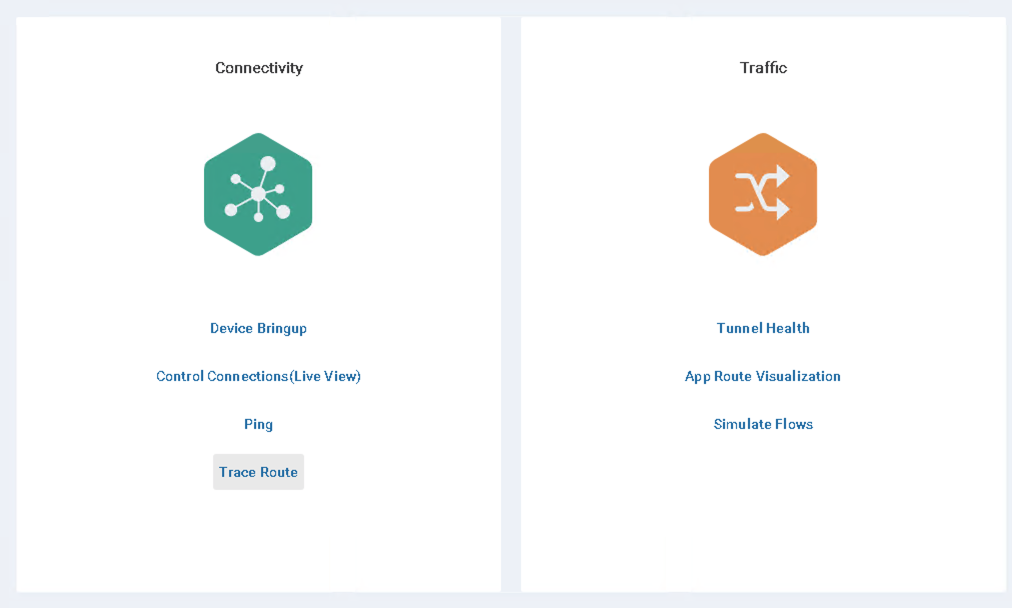 Connectivity
Device Bringup
Control Connections(Live View)
Ping
Trace Route
Traffic
Tunnel Health
App Route Visualization
Simulate Flows